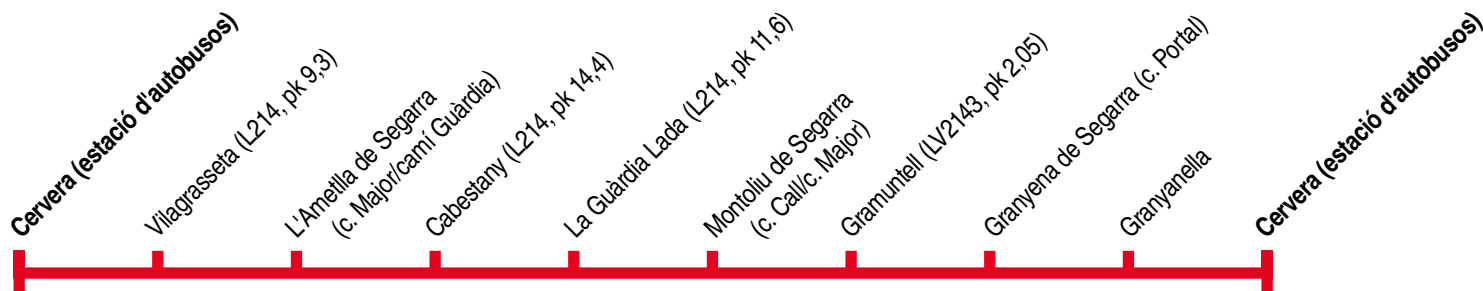 Cervera (estació d'autobusos)
Vilagrasseta (L214, pk 9,3)
L'Ametlla de Segarra
(c. Major/camí Guàrdia)
Cabestany (L214, pk 14,4)
La Guàrdia Lada (L214, pk 11,6)
Montoliu de Segarra
(c. Call/c. Major)
Gramuntell (LV2143, pk 2,05)
Granyena de Segarra (c. Portal)
Granyanella
Cervera (estació d'autobusos)